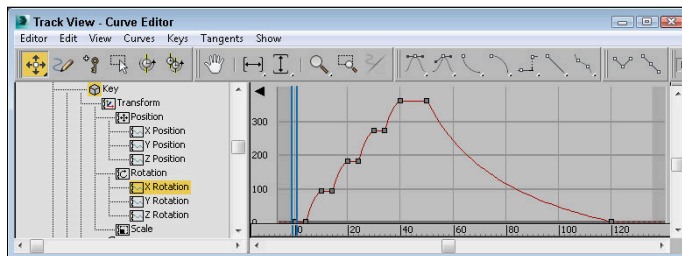 Track View - Curve Editor
Editor Edit View Curves Keys Tangents Show
Key
Transform
Position
X Position
Y Position
Z Position
Rotation
X Rotation
Y Rotation
Z Rotation
Scale
300
200
100
0
0 20 40 60 80 100 120